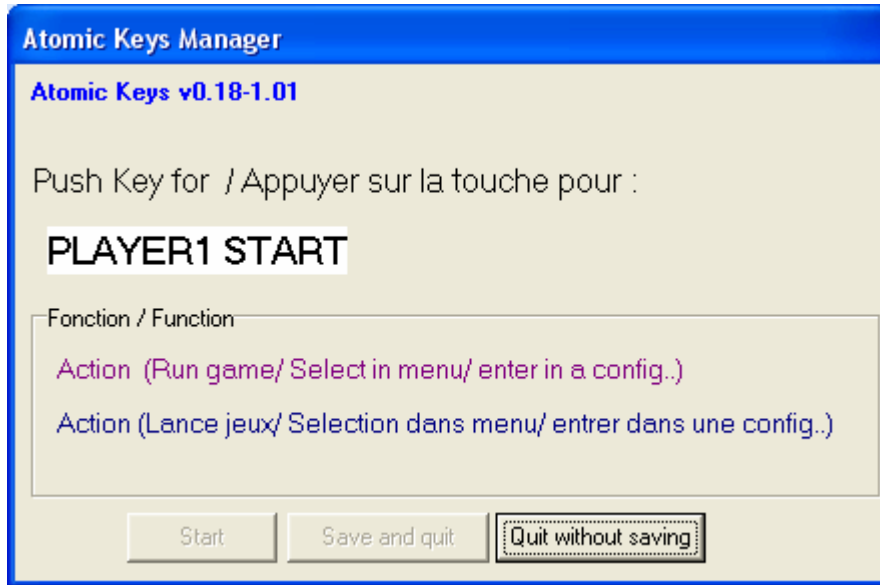 Atomic Keys Manager
Atomic Keys v0.18-1.01
Push Key for / Appuyer sur la touche pour :
PLAYER1 START
Fonction / Function
Action (Run game/ Select in menu/ enter in a config..)
Action (Lance jeux/ Selection dans menu/ entrer dans une config..)
Start Save and quit Quit without saving